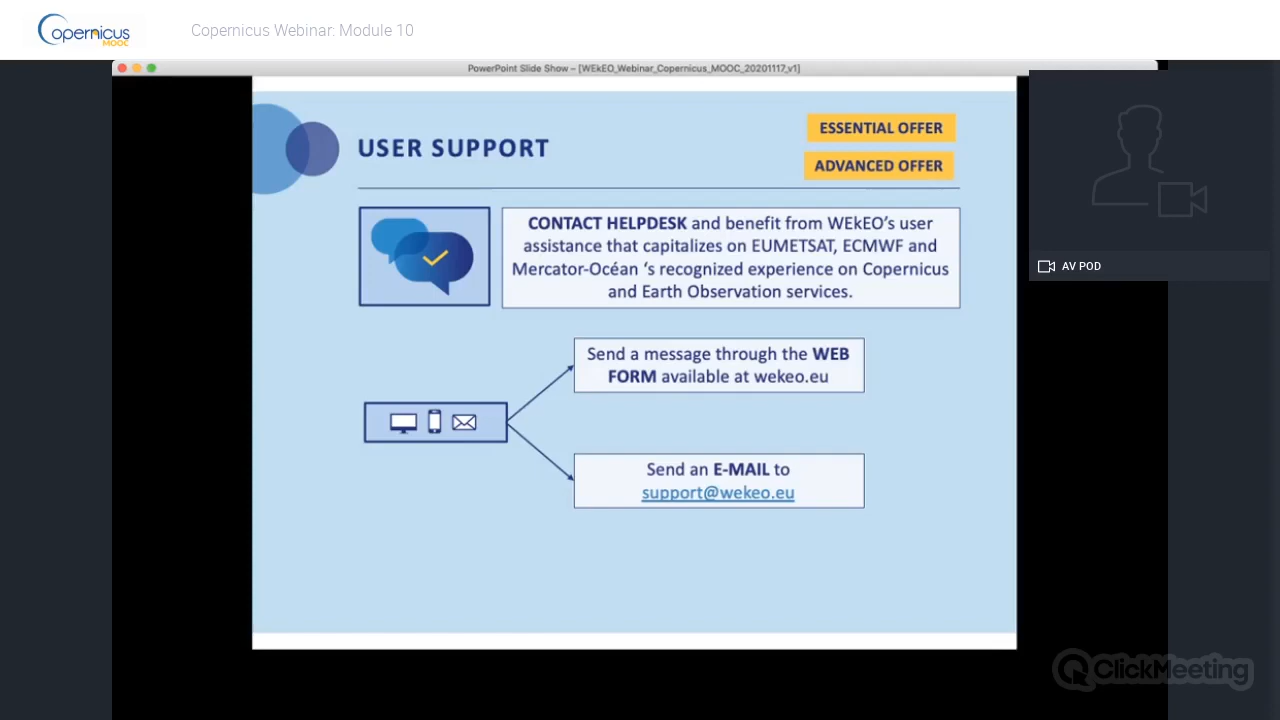 Copernicus
MOOC
Copernicus Webinar: Module 10
PowerPoint Slide Show – [WEkEO_Webinar_Copernicus_MOOC_20201117_v1]
USER SUPPORT
ESSENTIAL OFFER
ADVANCED OFFER
CONTACT HELPDESK and benefit from WEkEO’s user
assistance that capitalizes on EUMETSAT, ECMWF and
Mercator-Océan ‘s recognized experience on Copernicus
and Earth Observation services.
Send a message through the WEB
FORM available at wekeo.eu
Send an E-MAIL to
support@wekeo.eu
AV POD
ClickMeeting